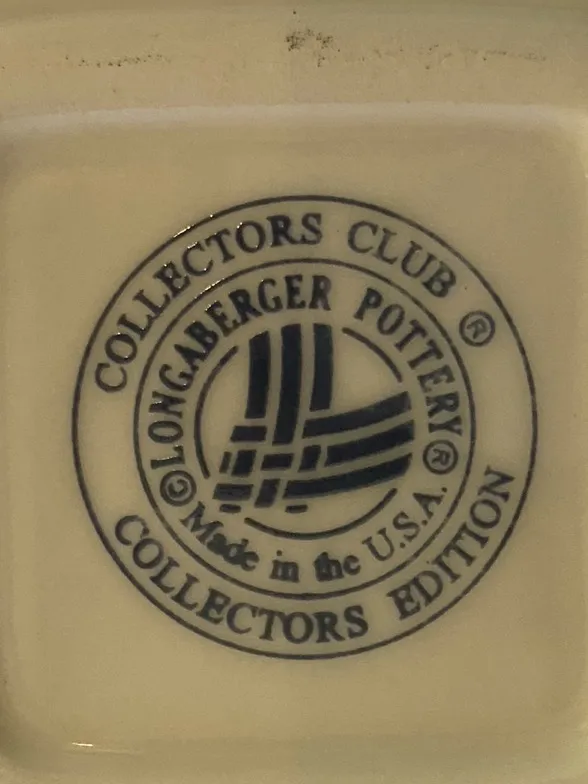 COLLECTORS CLUB ®
©LONGABERGER POTTERY®
Made in the U.S.A.
COLLECTORS EDITION